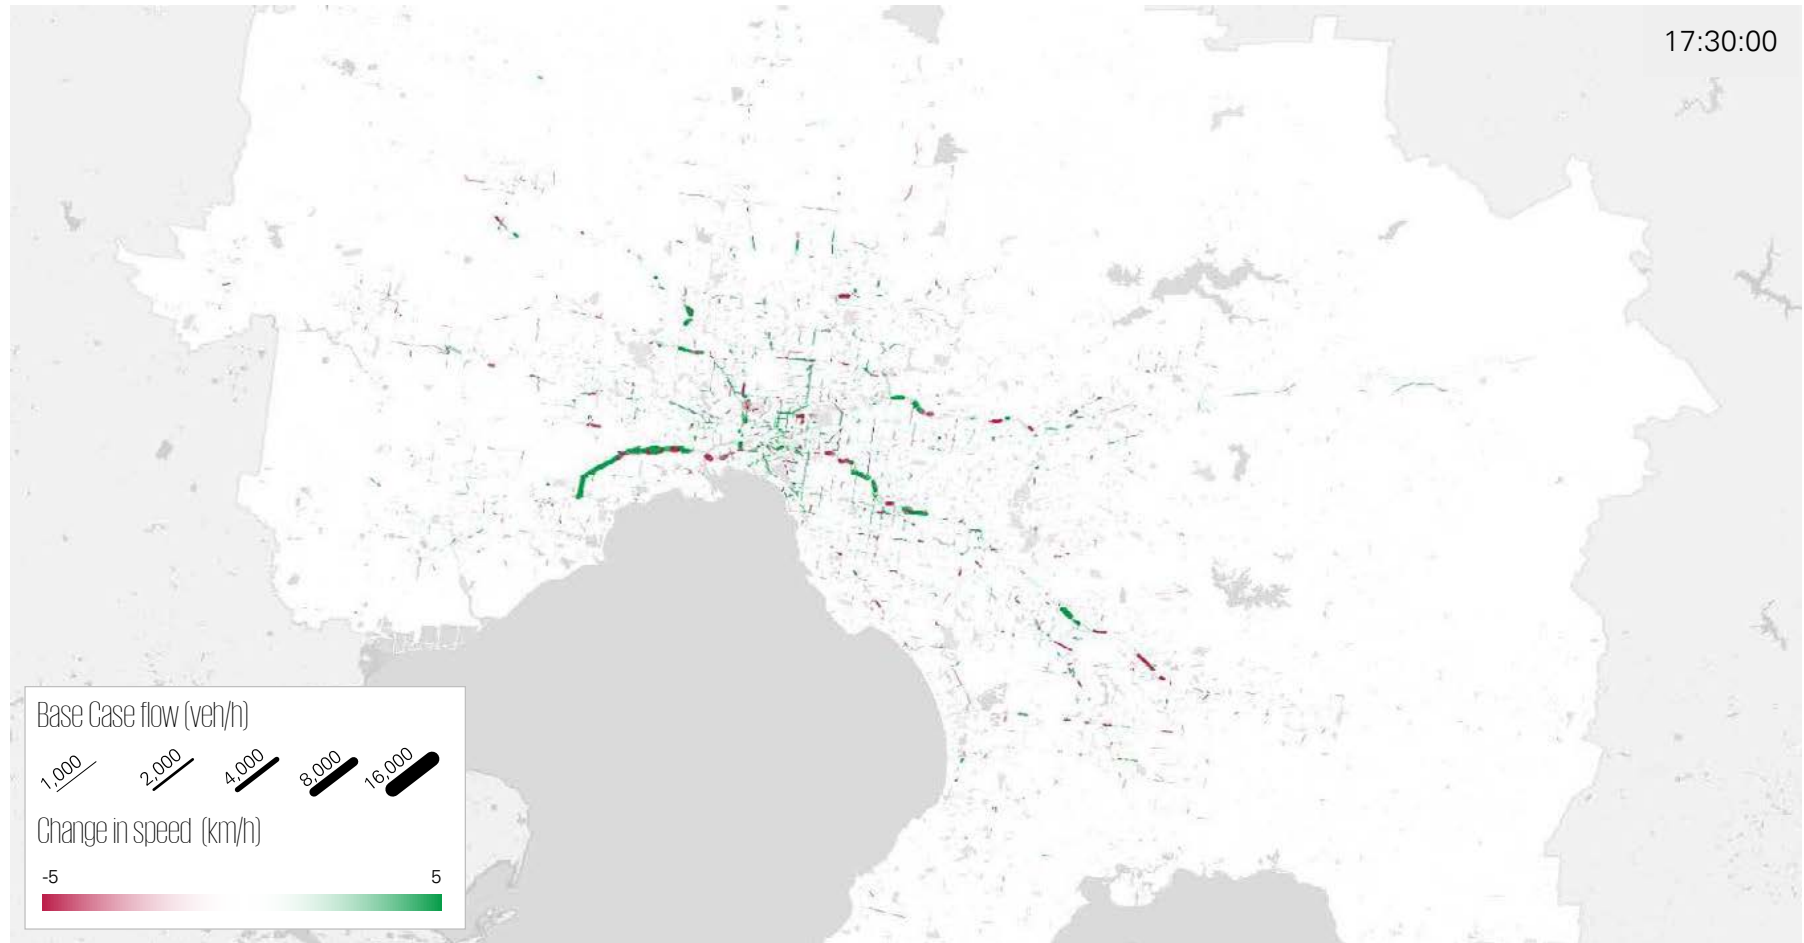 17:30:00
Base Case flow (veh/h)
1,000 2,000 4,000 8,000 16,000
Change in speed (km/h)
-5 5